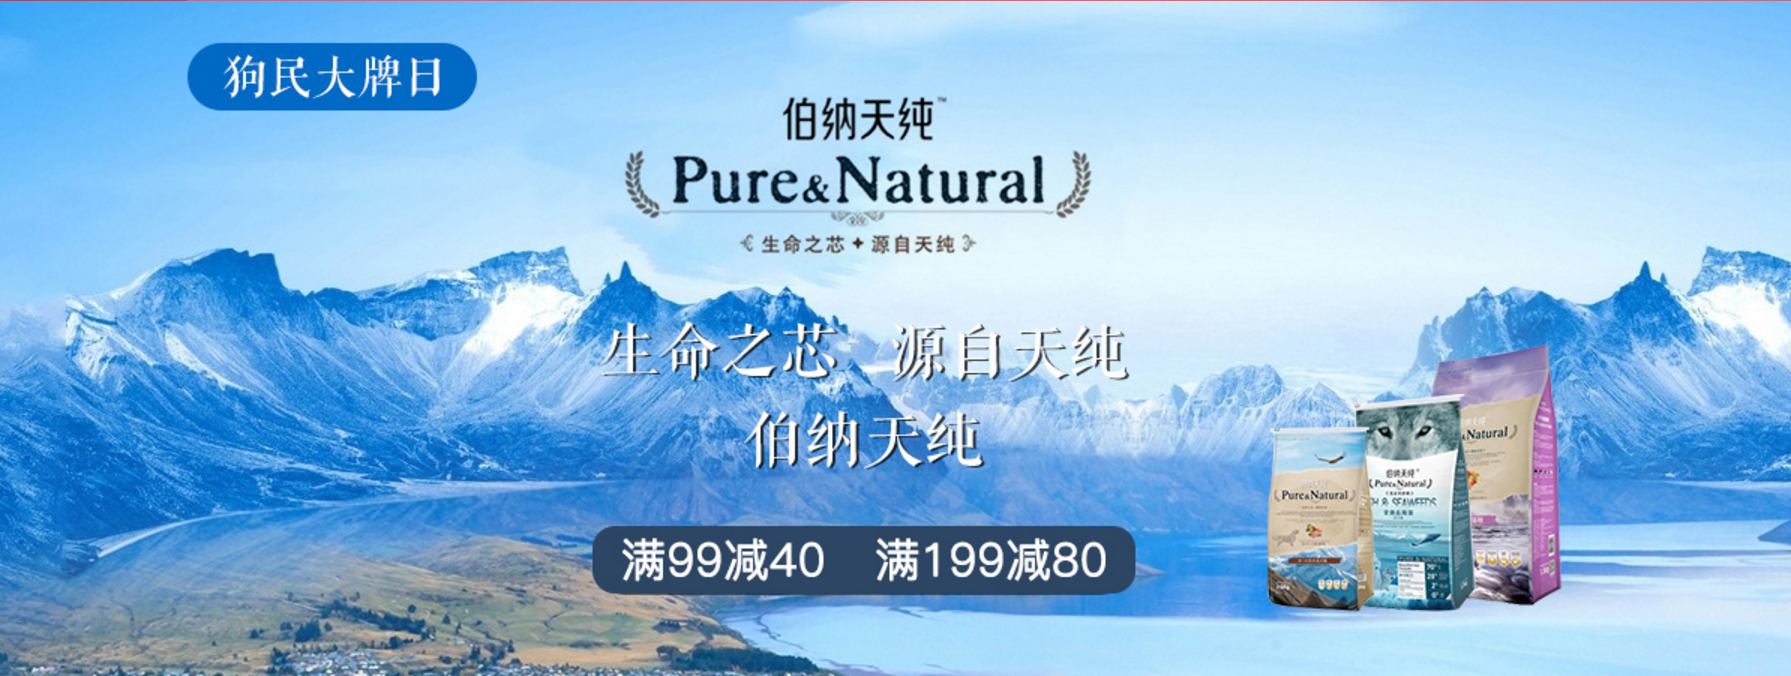 狗民大牌日
伯纳天纯™
Pure&Natural
生命之芯 源自天纯
生命之芯 源自天纯
伯纳天纯
满99减40 满199减80
Pure&Natural
伯纳天纯
Pure&Natural
& SEAWEEDS
Natural